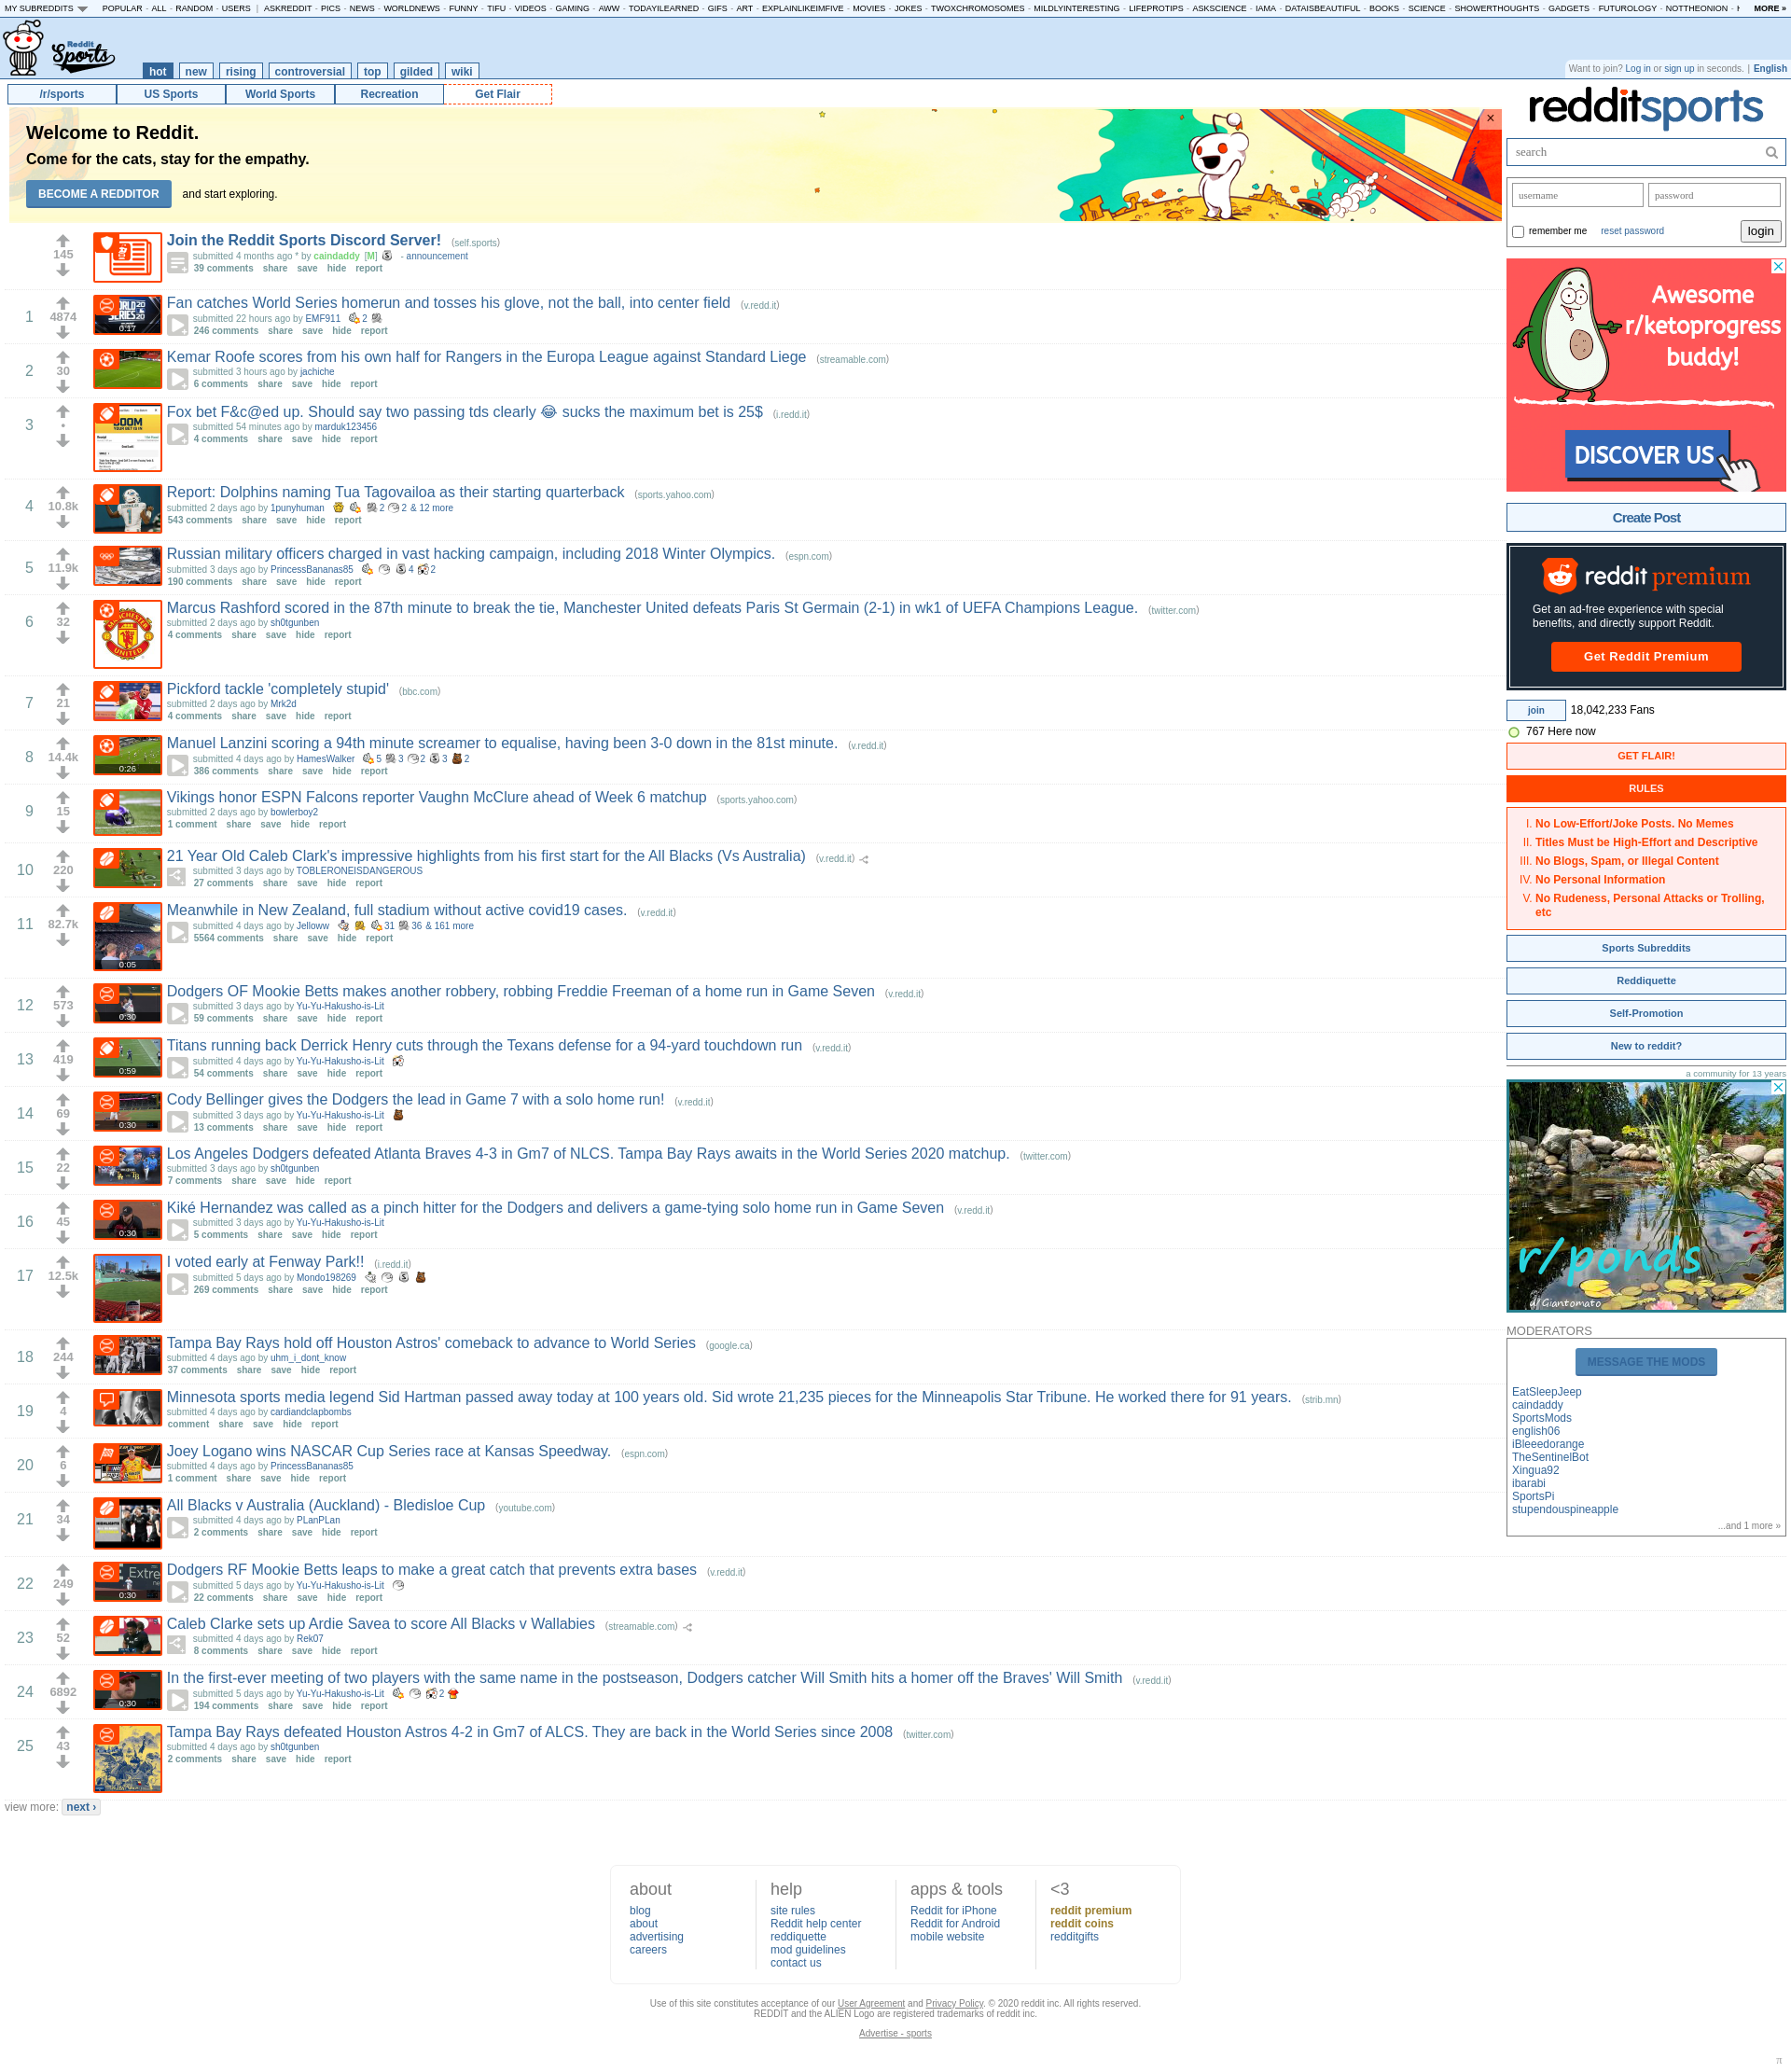 MY SUBREDDITS POPULAR - ALL - RANDOM - USERS | ASKREDDIT - PICS - NEWS - WORLDNEWS - FUNNY - TIFU - VIDEOS - GAMING - AWW - TODAYILEARNED - GIFS - ART - EXPLAINLIKEIMFIVE - MOVIES - JOKES - TWOXCHROMOSOMES - MILDLYINTERESTING - LIFEPROTIPS - ASKSCIENCE - IAMA - DATAISBEAUTIFUL - BOOKS - SCIENCE - SHOWERTHOUGHTS - GADGETS - FUTUROLOGY - NOTTHEONION - MORE »
Reddit Sports
hot new rising controversial top gilded wiki
Want to join? Log in or sign up in seconds. | English
/r/sports US Sports World Sports Recreation Get Flair
Welcome to Reddit.
Come for the cats, stay for the empathy.
BECOME A REDDITOR and start exploring.
145
Join the Reddit Sports Discord Server! (self.sports)
submitted 4 months ago * by caindaddy [M] - announcement
39 comments share save hide report
1
4874
0:17
Fan catches World Series homerun and tosses his glove, not the ball, into center field (v.redd.it)
submitted 22 hours ago by EMF911 2
246 comments share save hide report
2
30
Kemar Roofe scores from his own half for Rangers in the Europa League against Standard Liege (streamable.com)
submitted 3 hours ago by jachiche
6 comments share save hide report
3
•
Fox bet F&c@ed up. Should say two passing tds clearly 😂 sucks the maximum bet is 25$ (i.redd.it)
submitted 54 minutes ago by marduk123456
4 comments share save hide report
4
10.8k
Report: Dolphins naming Tua Tagovailoa as their starting quarterback (sports.yahoo.com)
submitted 2 days ago by 1punyhuman 2 2 & 12 more
543 comments share save hide report
5
11.9k
Russian military officers charged in vast hacking campaign, including 2018 Winter Olympics. (espn.com)
submitted 3 days ago by PrincessBananas85 4 2
190 comments share save hide report
6
32
Marcus Rashford scored in the 87th minute to break the tie, Manchester United defeats Paris St Germain (2-1) in wk1 of UEFA Champions League. (twitter.com)
submitted 2 days ago by sh0tgunben
4 comments share save hide report
7
21
Pickford tackle 'completely stupid' (bbc.com)
submitted 2 days ago by Mrk2d
4 comments share save hide report
8
14.4k
0:26
Manuel Lanzini scoring a 94th minute screamer to equalise, having been 3-0 down in the 81st minute. (v.redd.it)
submitted 4 days ago by HamesWalker 5 3 2 3 2
386 comments share save hide report
9
15
Vikings honor ESPN Falcons reporter Vaughn McClure ahead of Week 6 matchup (sports.yahoo.com)
submitted 2 days ago by bowlerboy2
1 comment share save hide report
10
220
21 Year Old Caleb Clark's impressive highlights from his first start for the All Blacks (Vs Australia) (v.redd.it)
submitted 3 days ago by TOBLERONEISDANGEROUS
27 comments share save hide report
11
82.7k
0:05
Meanwhile in New Zealand, full stadium without active covid19 cases. (v.redd.it)
submitted 4 days ago by Jelloww 31 36 & 161 more
5564 comments share save hide report
12
573
0:30
Dodgers OF Mookie Betts makes another robbery, robbing Freddie Freeman of a home run in Game Seven (v.redd.it)
submitted 3 days ago by Yu-Yu-Hakusho-is-Lit
59 comments share save hide report
13
419
0:59
Titans running back Derrick Henry cuts through the Texans defense for a 94-yard touchdown run (v.redd.it)
submitted 4 days ago by Yu-Yu-Hakusho-is-Lit
54 comments share save hide report
14
69
0:30
Cody Bellinger gives the Dodgers the lead in Game 7 with a solo home run! (v.redd.it)
submitted 3 days ago by Yu-Yu-Hakusho-is-Lit
13 comments share save hide report
15
22
Los Angeles Dodgers defeated Atlanta Braves 4-3 in Gm7 of NLCS. Tampa Bay Rays awaits in the World Series 2020 matchup. (twitter.com)
submitted 3 days ago by sh0tgunben
7 comments share save hide report
16
45
0:30
Kiké Hernandez was called as a pinch hitter for the Dodgers and delivers a game-tying solo home run in Game Seven (v.redd.it)
submitted 3 days ago by Yu-Yu-Hakusho-is-Lit
5 comments share save hide report
17
12.5k
I voted early at Fenway Park!! (i.redd.it)
submitted 5 days ago by Mondo198269
269 comments share save hide report
18
244
Tampa Bay Rays hold off Houston Astros' comeback to advance to World Series (google.ca)
submitted 4 days ago by uhm_i_dont_know
37 comments share save hide report
19
4
Minnesota sports media legend Sid Hartman passed away today at 100 years old. Sid wrote 21,235 pieces for the Minneapolis Star Tribune. He worked there for 91 years. (strib.mn)
submitted 4 days ago by cardiandclapbombs
comment share save hide report
20
6
Joey Logano wins NASCAR Cup Series race at Kansas Speedway. (espn.com)
submitted 4 days ago by PrincessBananas85
1 comment share save hide report
21
34
All Blacks v Australia (Auckland) - Bledisloe Cup (youtube.com)
submitted 4 days ago by PLanPLan
2 comments share save hide report
22
249
0:30
Dodgers RF Mookie Betts leaps to make a great catch that prevents extra bases (v.redd.it)
submitted 5 days ago by Yu-Yu-Hakusho-is-Lit
22 comments share save hide report
23
52
Caleb Clarke sets up Ardie Savea to score All Blacks v Wallabies (streamable.com)
submitted 4 days ago by Rek07
8 comments share save hide report
24
6892
0:30
In the first-ever meeting of two players with the same name in the postseason, Dodgers catcher Will Smith hits a homer off the Braves' Will Smith (v.redd.it)
submitted 5 days ago by Yu-Yu-Hakusho-is-Lit 2
194 comments share save hide report
25
43
Tampa Bay Rays defeated Houston Astros 4-2 in Gm7 of ALCS. They are back in the World Series since 2008 (twitter.com)
submitted 4 days ago by sh0tgunben
2 comments share save hide report
view more: next ›
redditsports
search
username password
remember me reset password login
Awesome
r/ketoprogress
buddy!
DISCOVER US
Create Post
reddit premium
Get an ad-free experience with special
benefits, and directly support Reddit.
Get Reddit Premium
join 18,042,233 Fans
767 Here now
GET FLAIR!
RULES
I. No Low-Effort/Joke Posts. No Memes
II. Titles Must be High-Effort and Descriptive
III. No Blogs, Spam, or Illegal Content
IV. No Personal Information
V. No Rudeness, Personal Attacks or Trolling,
etc
Sports Subreddits
Reddiquette
Self-Promotion
New to reddit?
a community for 13 years
r/ponds
u/Giantomato
MODERATORS
MESSAGE THE MODS
EatSleepJeep
caindaddy
SportsMods
english06
iBleeedorange
TheSentinelBot
Xingua92
ibarabi
SportsPi
stupendouspineapple
...and 1 more »
about
blog
about
advertising
careers
help
site rules
Reddit help center
reddiquette
mod guidelines
contact us
apps & tools
Reddit for iPhone
Reddit for Android
mobile website
<3
reddit premium
reddit coins
redditgifts
Use of this site constitutes acceptance of our User Agreement and Privacy Policy. © 2020 reddit inc. All rights reserved.
REDDIT and the ALIEN Logo are registered trademarks of reddit inc.
Advertise - sports
π